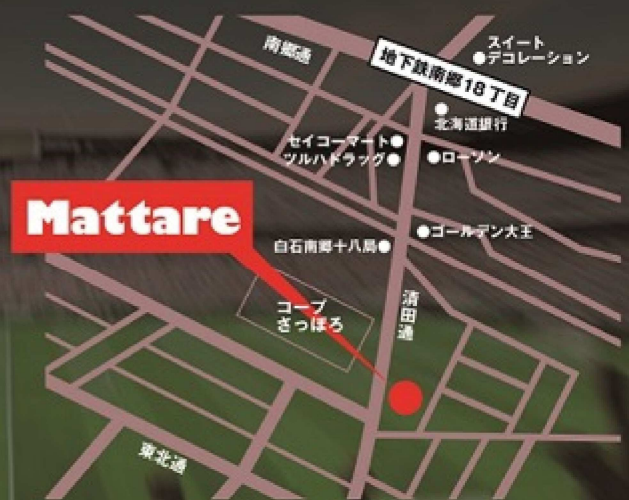 スイート
デコレーション
南郷通
地下鉄南郷18丁目
北海道銀行
セイコーマート
ツルハドラッグ
ローソン
Mattare
ゴールデン大王
白石南郷十八局
コープ
さっぽろ
清田通
東北通